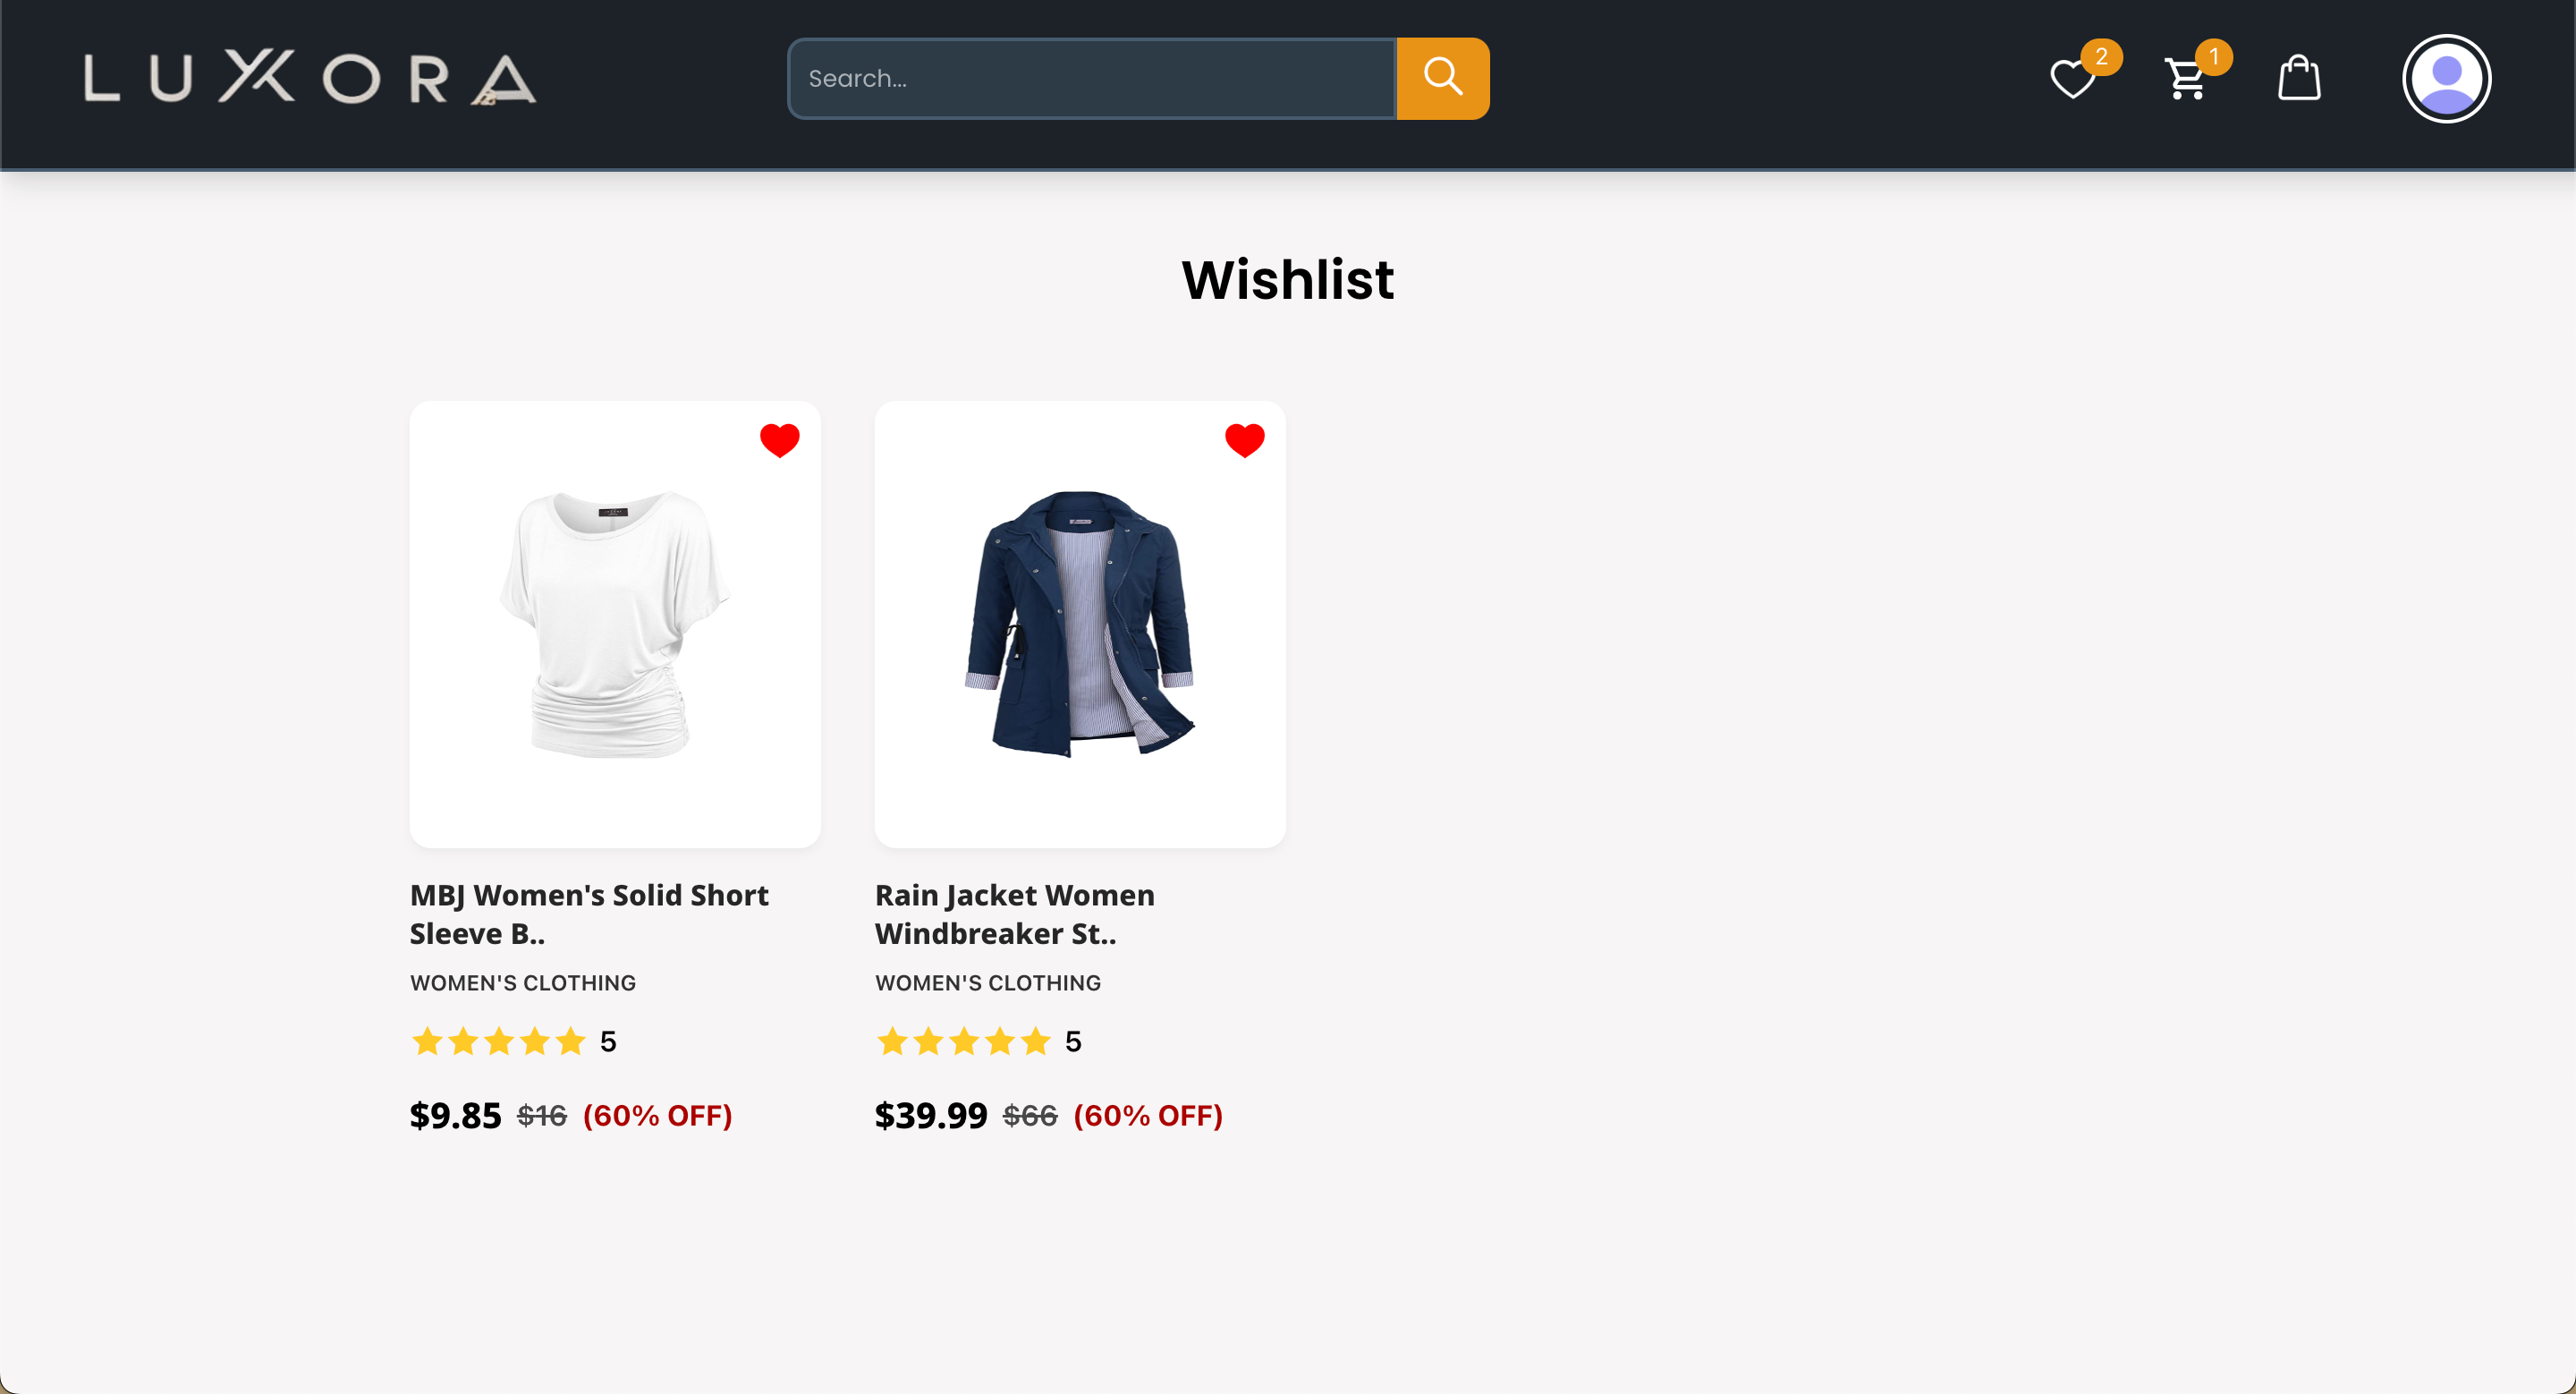 LUXORA
Search...
2
1
Wishlist
MBJ Women's Solid Short
Sleeve B..
WOMEN'S CLOTHING
5
$9.85 $16 (60% OFF)
Rain Jacket Women
Windbreaker St..
WOMEN'S CLOTHING
5
$39.99 $66 (60% OFF)